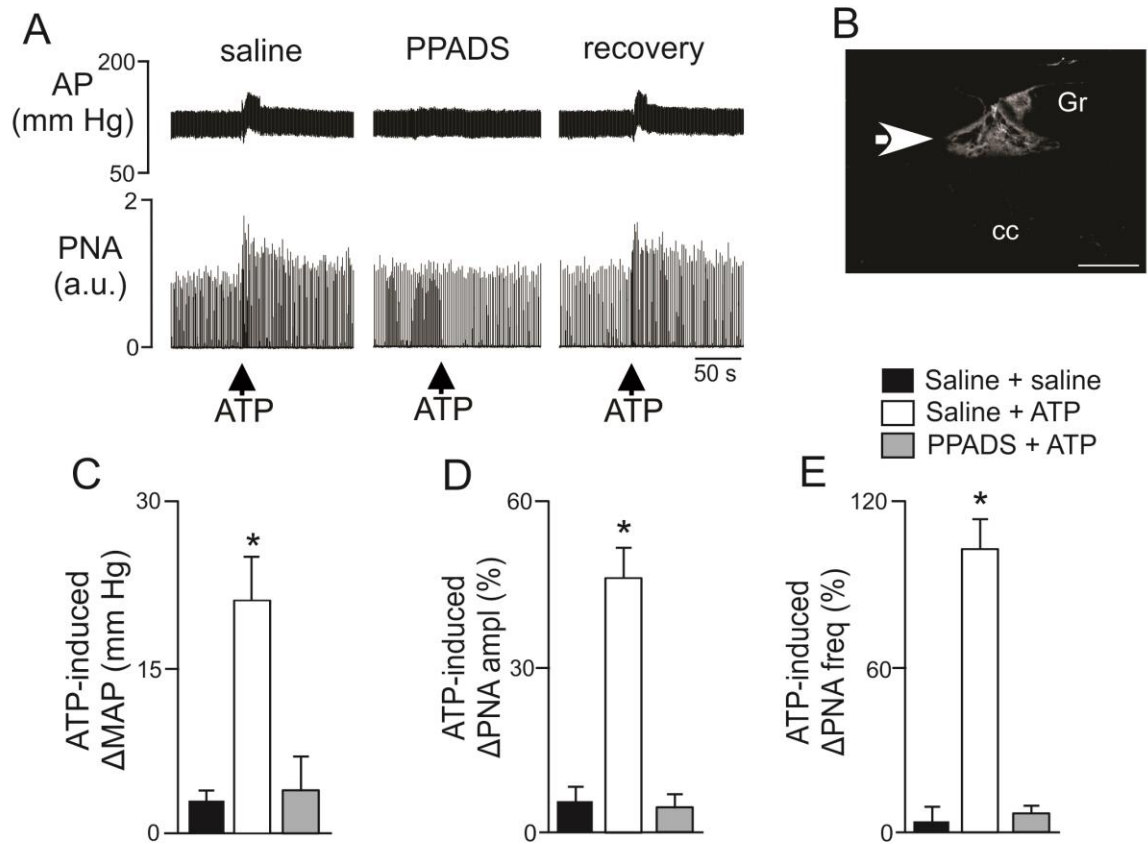 A
saline
PPADS
recovery
200
AP
(mm Hg)
50
2
PNA
(a.u.)
0
50 s
ATP
ATP
ATP
B
Gr
cc
Saline + saline
Saline + ATP
PPADS + ATP
C
30
15
0
ATP-induced
ΔMAP (mm Hg)
*
D
60
30
0
ATP-induced
ΔPNA ampl (%)
*
E
120
60
0
ATP-induced
ΔPNA freq (%)
*